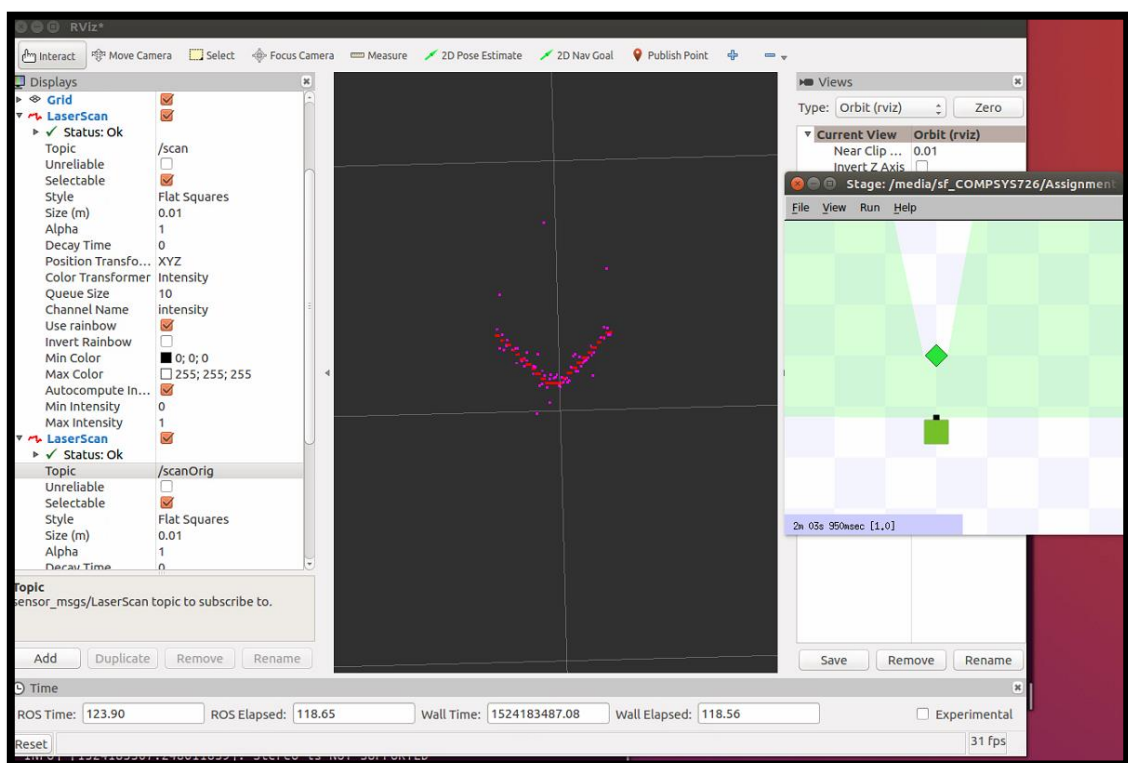 RViz*
Interact Move Camera Select Focus Camera Measure 2D Pose Estimate 2D Nav Goal Publish Point
Displays
Grid
LaserScan
Status: Ok
Topic /scan
Unreliable
Selectable
Style Flat Squares
Size (m) 0.01
Alpha 1
Decay Time 0
Position Transfo... XYZ
Color Transformer Intensity
Queue Size 10
Channel Name intensity
Use rainbow
Invert Rainbow
Min Color 0; 0; 0
Max Color 255; 255; 255
Autocompute In...
Min Intensity 0
Max Intensity 1
LaserScan
Status: Ok
Topic /scanOrig
Unreliable
Selectable
Style Flat Squares
Size (m) 0.01
Alpha 1
Decay Time 0
Topic
sensor_msgs/LaserScan topic to subscribe to.
Add Duplicate Remove Rename
Views
Type: Orbit (rviz) Zero
Current View Orbit (rviz)
Near Clip ... 0.01
Invert Z Axis
Stage: /media/sf_COMPSYS726/Assignment
File View Run Help
2m 03s 950msec [1.0]
Save Remove Rename
Time
ROS Time: 123.90 ROS Elapsed: 118.65 Wall Time: 1524183487.08 Wall Elapsed: 118.56 Experimental
Reset 31 fps